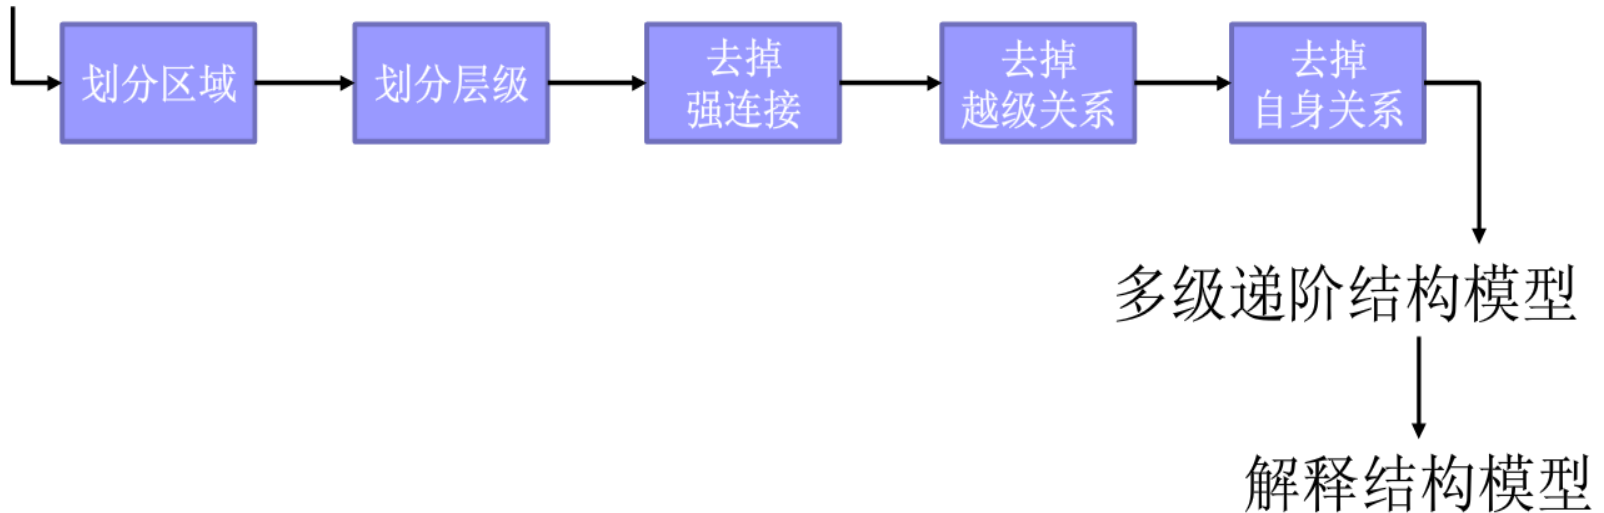 划分区域
划分层级
去掉
强连接
去掉
越级关系
去掉
自身关系
多级递阶结构模型
解释结构模型